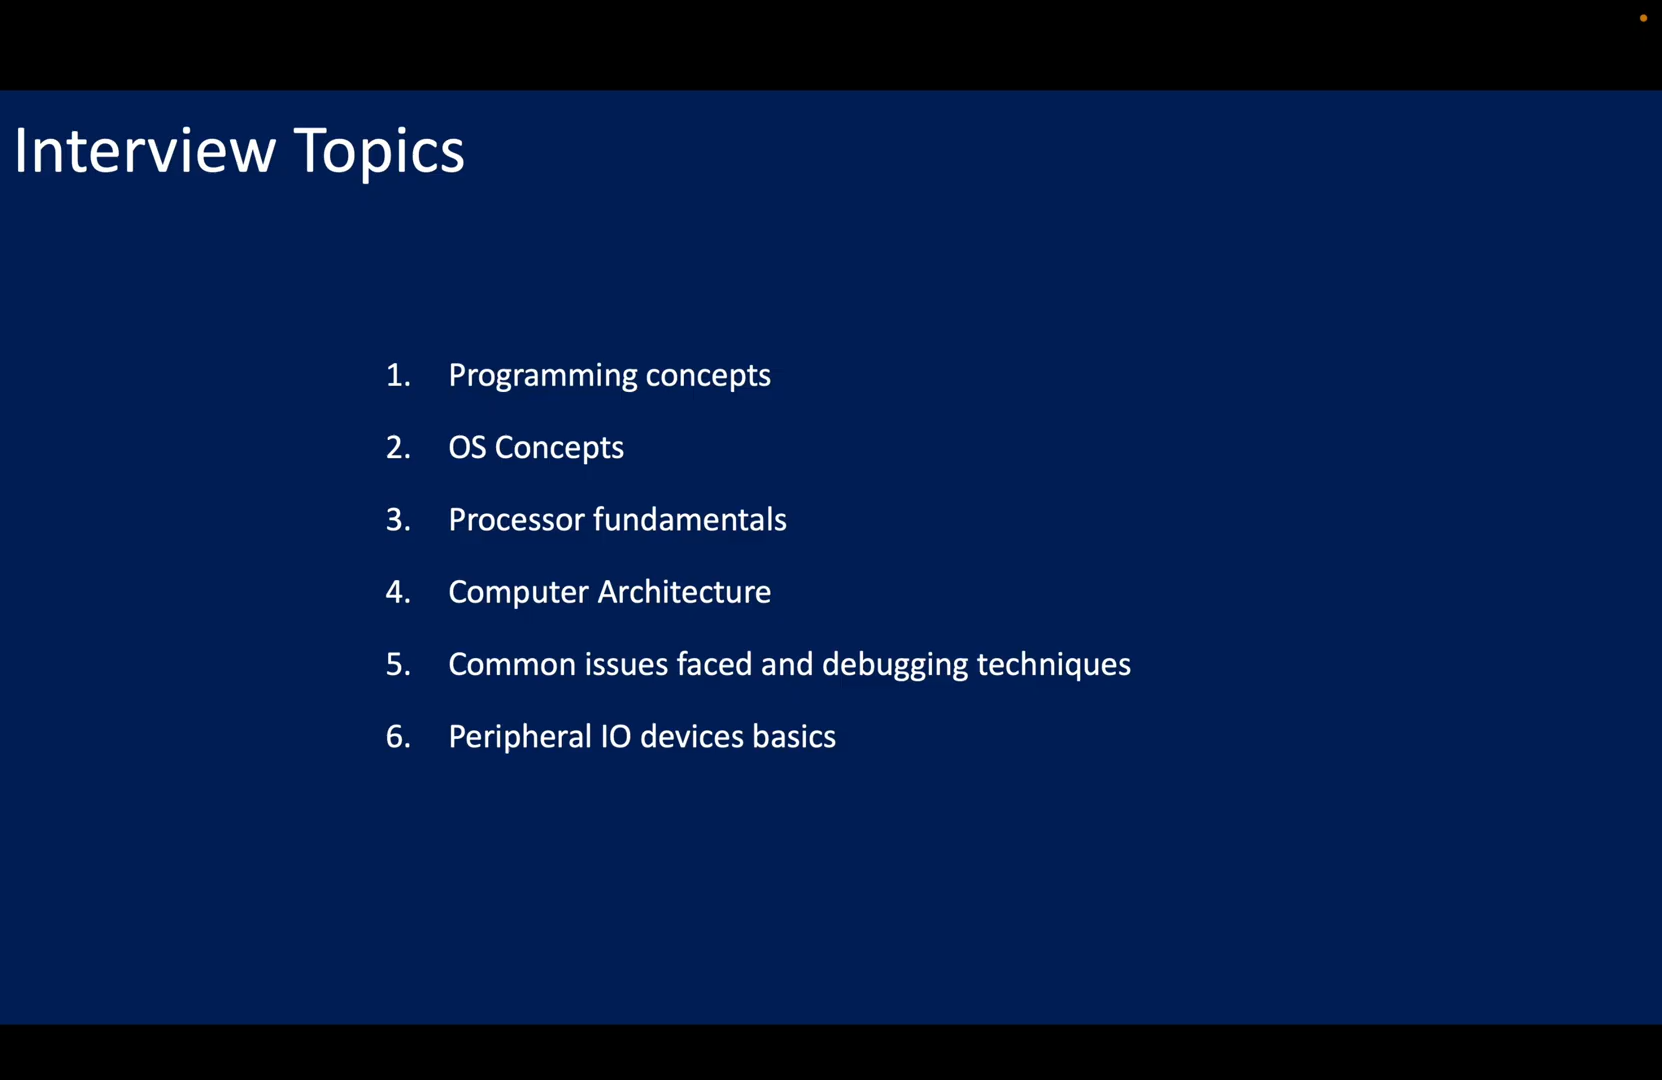 Interview Topics
1. Programming concepts
2. OS Concepts
3. Processor fundamentals
4. Computer Architecture
5. Common issues faced and debugging techniques
6. Peripheral IO devices basics